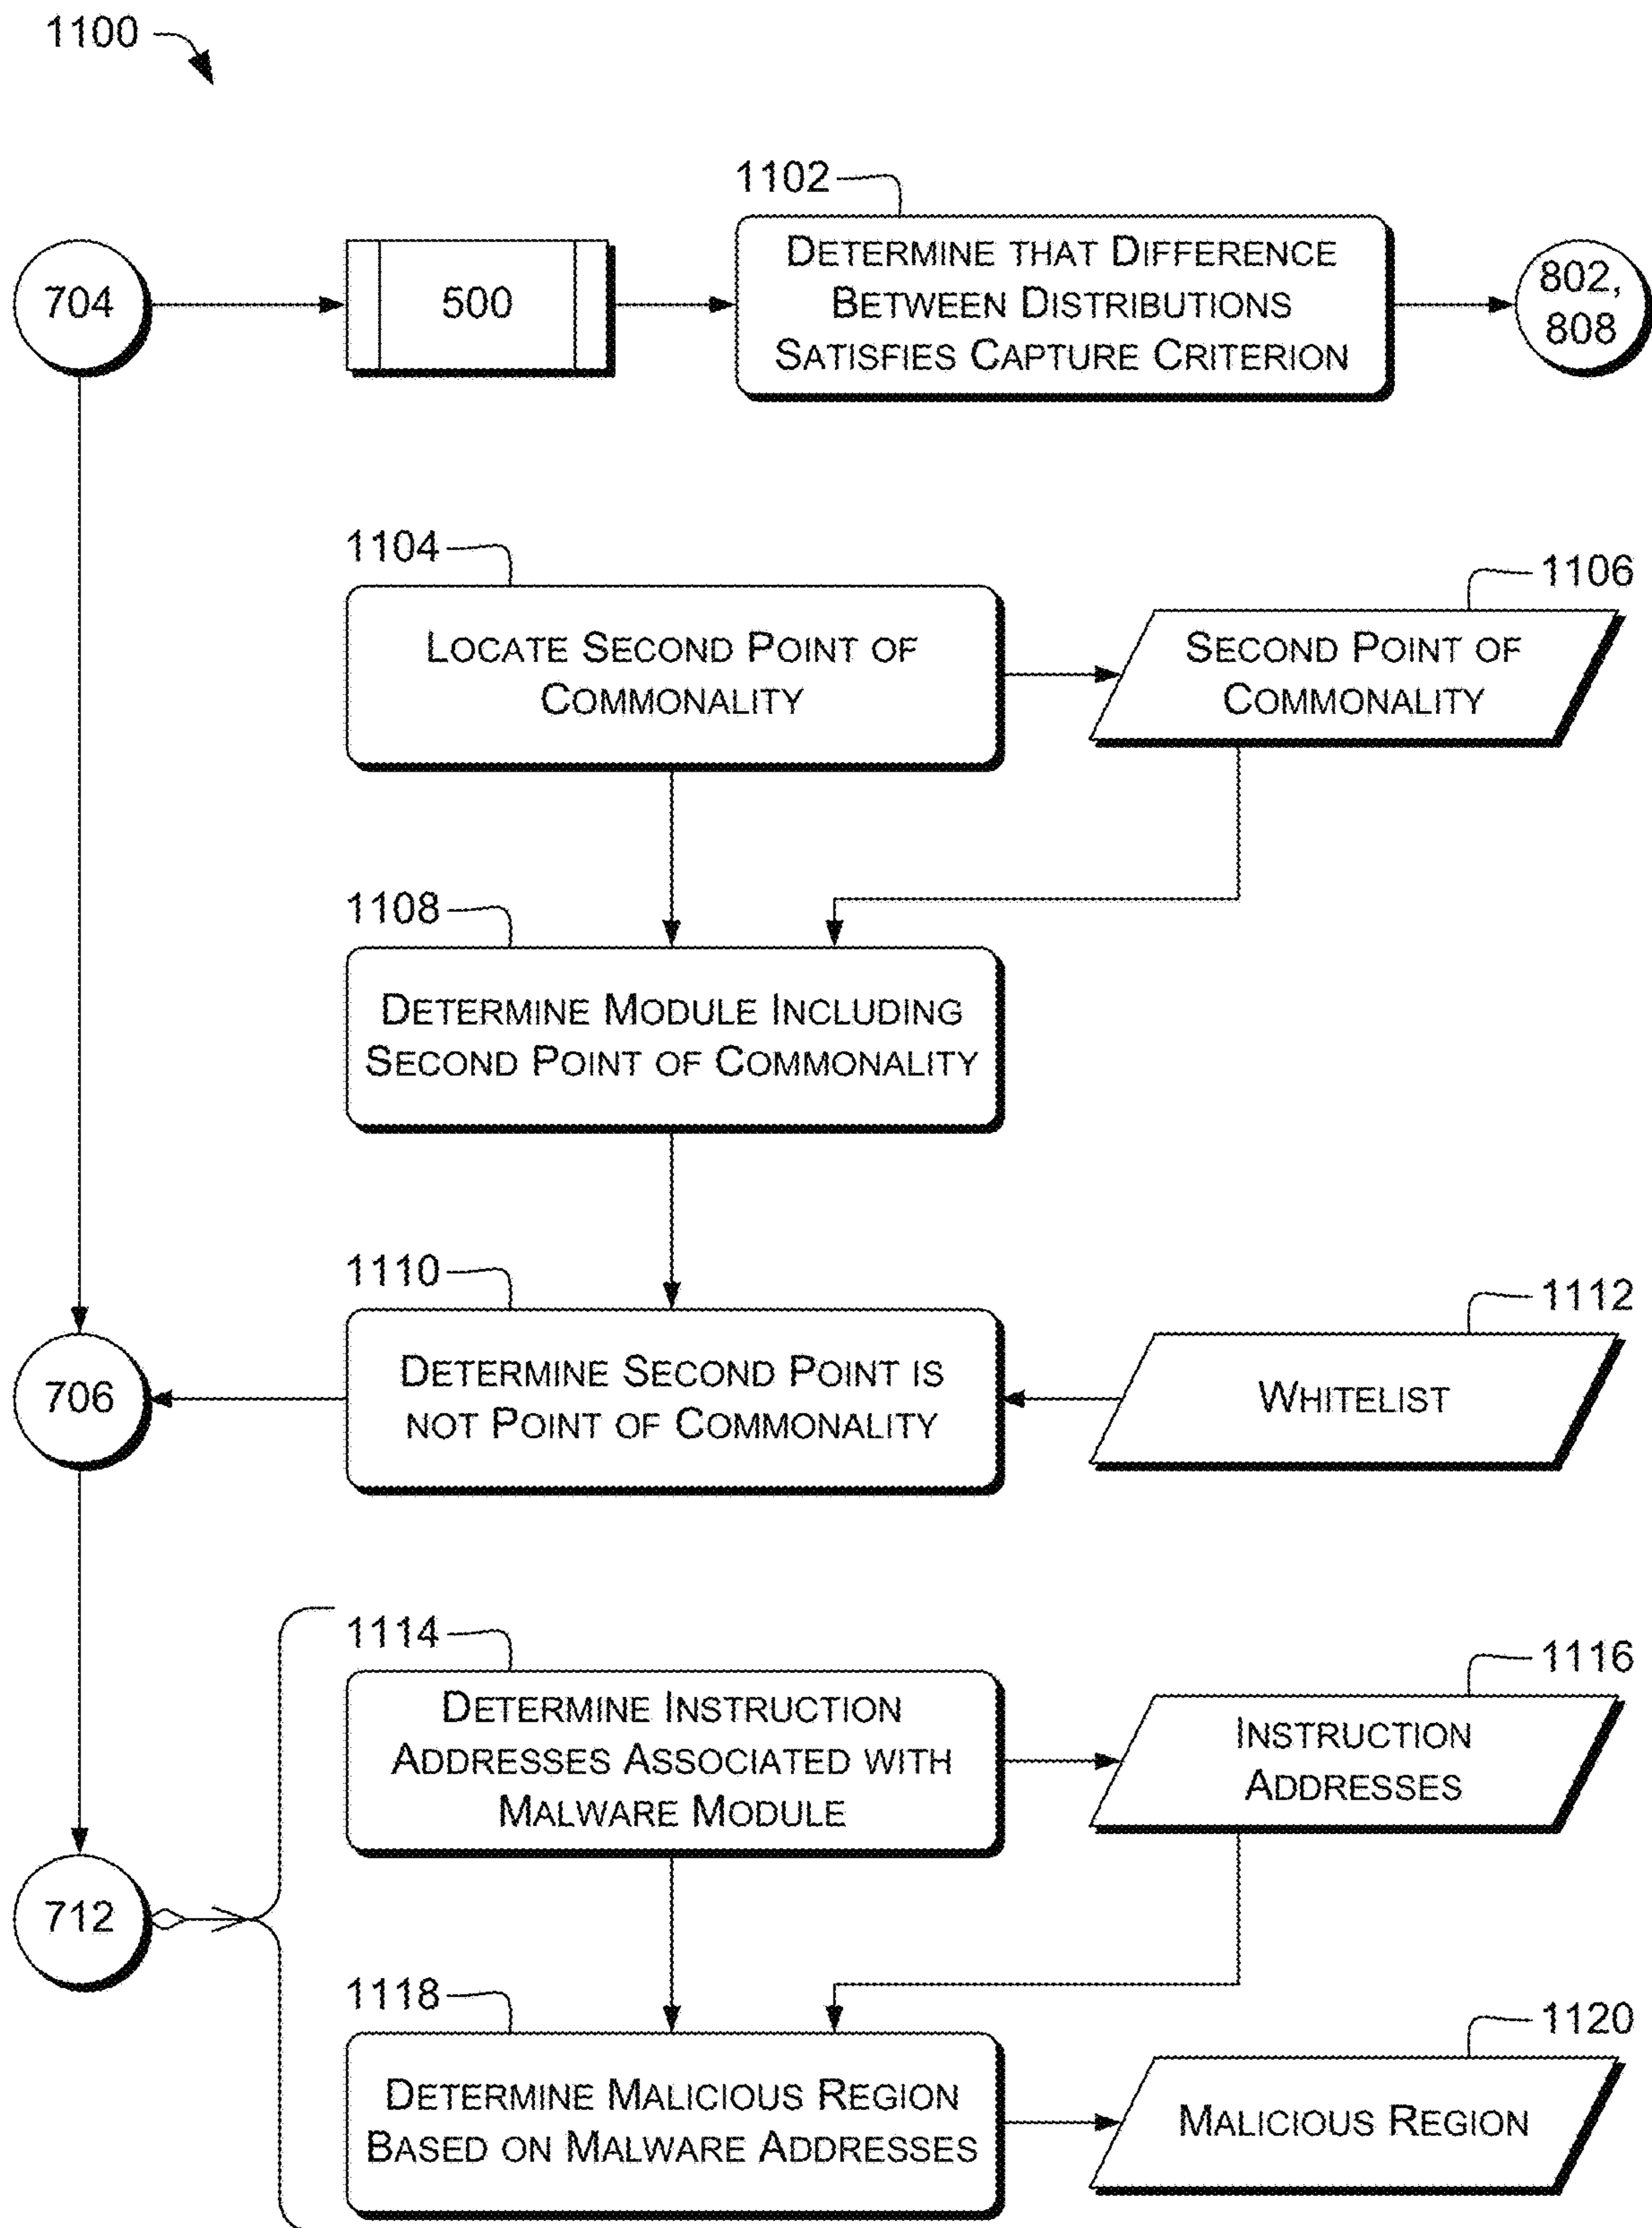 1100
1102
704
500
DETERMINE THAT DIFFERENCE
BETWEEN DISTRIBUTIONS
SATISFIES CAPTURE CRITERION
802,
808
1104
LOCATE SECOND POINT OF
COMMONALITY
1106
SECOND POINT OF
COMMONALITY
1108
DETERMINE MODULE INCLUDING
SECOND POINT OF COMMONALITY
1110
DETERMINE SECOND POINT IS
NOT POINT OF COMMONALITY
1112
WHITELIST
706
1114
DETERMINE INSTRUCTION
ADDRESSES ASSOCIATED WITH
MALWARE MODULE
1116
INSTRUCTION
ADDRESSES
712
1118
DETERMINE MALICIOUS REGION
BASED ON MALWARE ADDRESSES
1120
MALICIOUS REGION